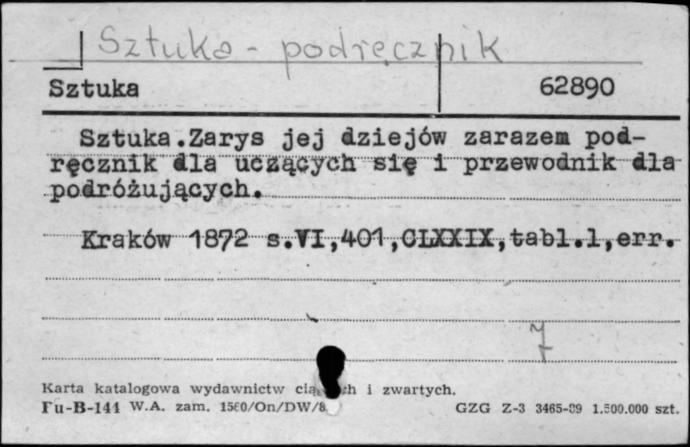 Sztuka - podręcznik
Sztuka 62890
Sztuka.Zarys jej dziejów zarazem pod-
ręcznik dla uczących się i przewodnik dla
podróżujących.
Kraków 1872 s.VI,401,CLXXIX,tabl.1,err.
7
Karta katalogowa wydawnictw i zwartych.
Pu-B-144 W.A. zam. 1560/On/DW/8
GZG Z-3 3465-89 1.500.000 szt.